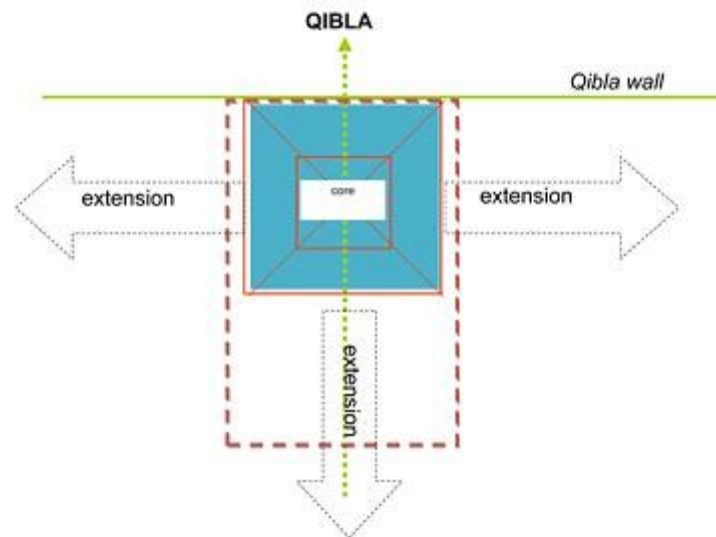 QIBLA
Qibla wall
core
extension
extension
extension